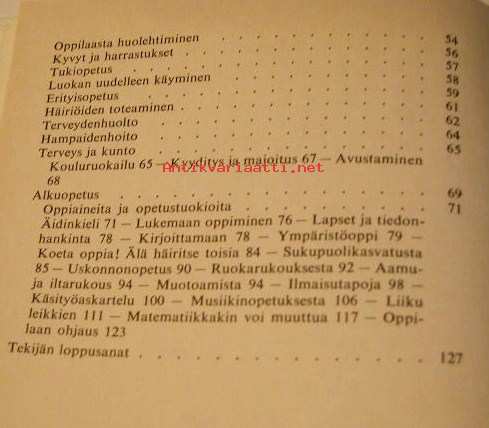 Oppilaasta huolehtiminen . . . . . . . . . . . 54
Kyvyt ja harrastukset . . . . . . . . . . . . 56
Tukiopetus . . . . . . . . . . . . . . . 57
Luokan uudelleen käyminen . . . . . . . . . . 58
Erityisopetus . . . . . . . . . . . . . . 59
Häiriöiden toteaminen . . . . . . . . . . . . 61
Terveydenhuolto . . . . . . . . . . . . . 62
Hampaidenhoito . . . . . . . . . . . . . 64
Terveys ja kunto . . . . . . . . . . . . . 65
Kouluruokailu 65 — Kyyditys ja majoitus 67 — Avustaminen
Antikvariaatti.net
68
Alkuopetus . . . . . . . . . . . . . . . 69
Oppiaineita ja opetustuokioita . . . . . . . . . 71
Äidinkieli 71 — Lukemaan oppiminen 76 — Lapset ja tiedon-
hankinta 78 — Kirjoittamaan 78 — Ympäristöoppi 79 —
Koeta oppia! Älä häiritse toisia 84 — Sukupuolikasvatusta
85 — Uskonnonopetus 90 — Ruokarukouksesta 92 — Aamu-
ja iltarukous 94 — Muotoamista 94 — Ilmaisutapoja 98 —
Käsityöaskartelu 100 — Musiikinopetuksesta 106 — Liiku
leikkien 111 — Matematiikkakin voi muuttua 117 — Oppi-
laan ohjaus 123
Tekijän loppusanat . . . . . . . . . . . . . 127